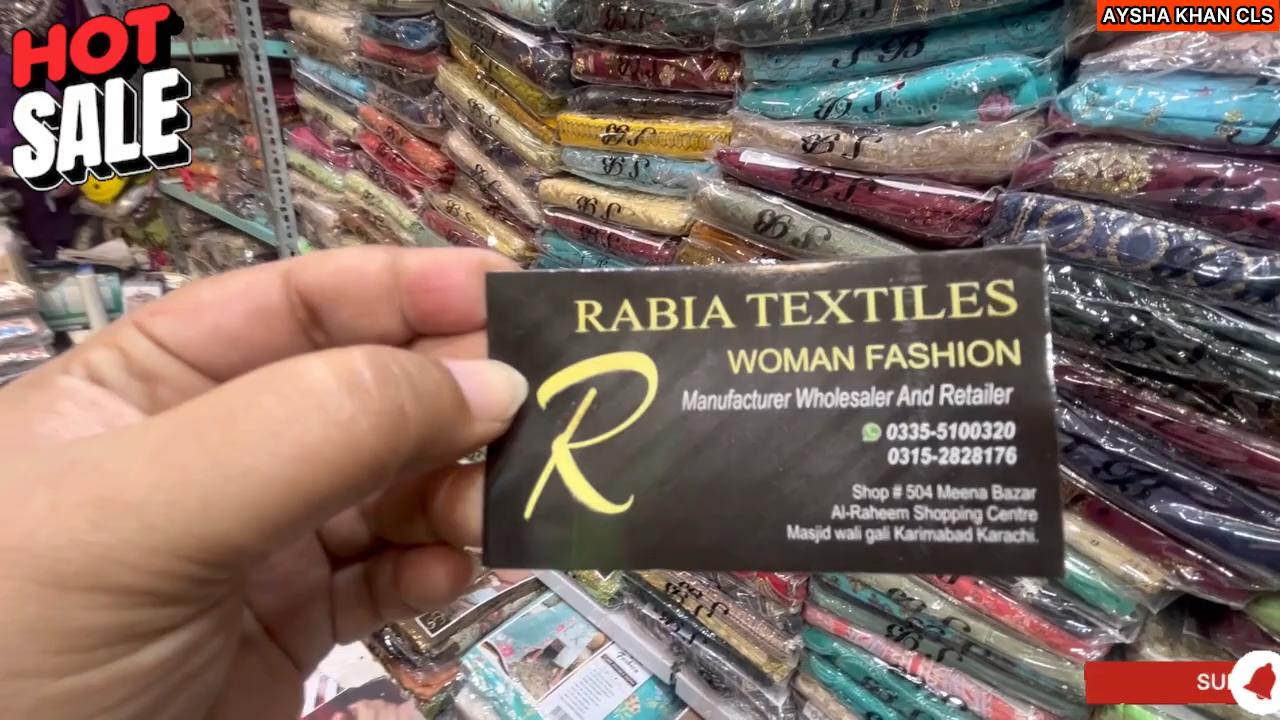 HOT
SALE
AYSHA KHAN CLS
RABIA TEXTILES
WOMAN FASHION
Manufacturer Wholesaler And Retailer
R
0335-5100320
0315-2828176
Shop # 504 Meena Bazar
Al-Raheem Shopping Centre
Masjid wali gali Karimabad Karachi.